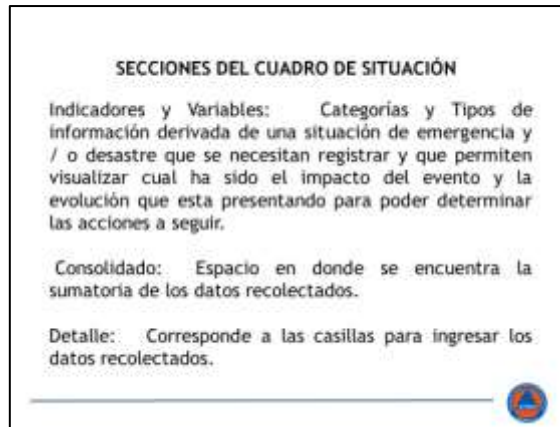 SECCIONES DEL CUADRO DE SITUACIÓN
Indicadores y Variables: Categorías y Tipos de
información derivada de una situación de emergencia y
/ o desastre que se necesitan registrar y que permiten
visualizar cual ha sido el impacto del evento y la
evolución que esta presentando para poder determinar
las acciones a seguir.
Consolidado: Espacio en donde se encuentra la
sumatoria de los datos recolectados.
Detalle: Corresponde a las casillas para ingresar los
datos recolectados.